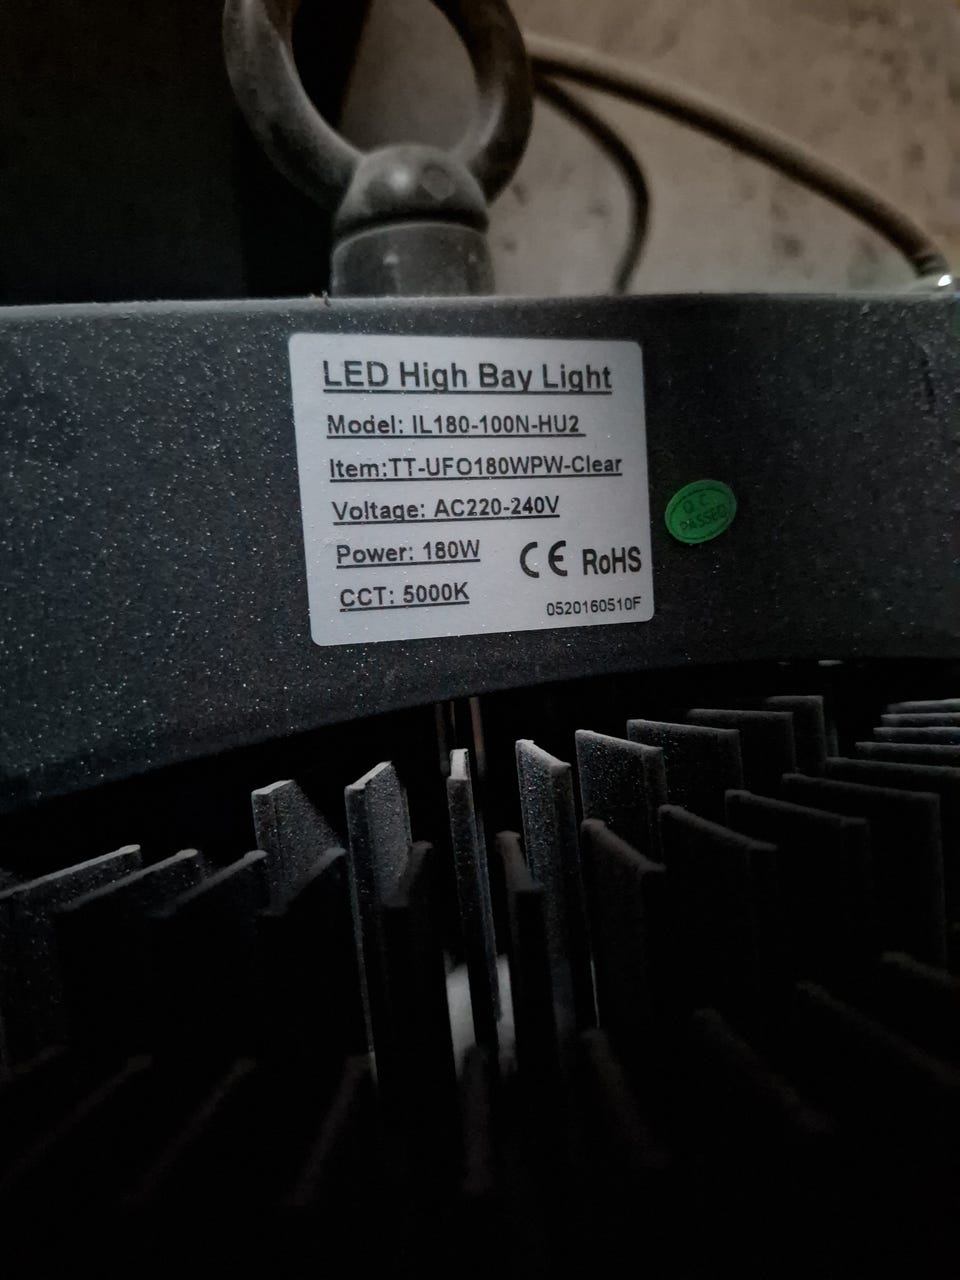 LED High Bay Light
Model: IL180-100N-HU2
Item:TT-UFO180WPW-Clear
Voltage: AC220-240V
Power: 180W
CE RoHS
CCT: 5000K
0520160510F
Q.C.
PASSED